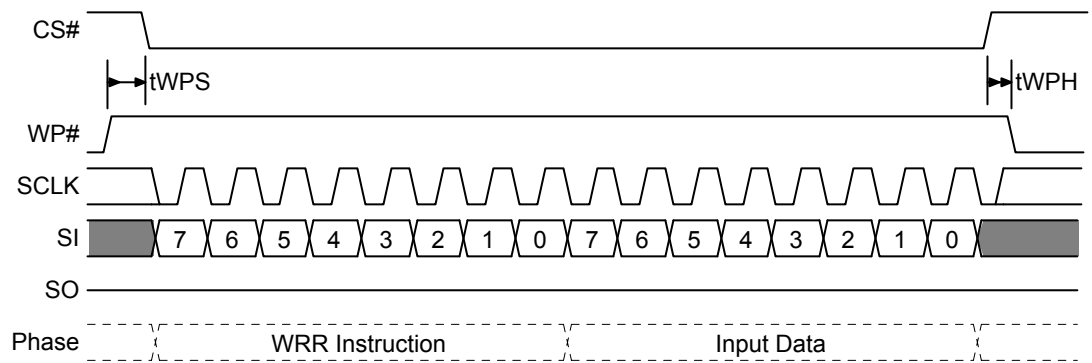 CS#
tWPS tWPH
WP#
SCLK
SI 7 6 5 4 3 2 1 0 7 6 5 4 3 2 1 0
SO
Phase WRR Instruction Input Data